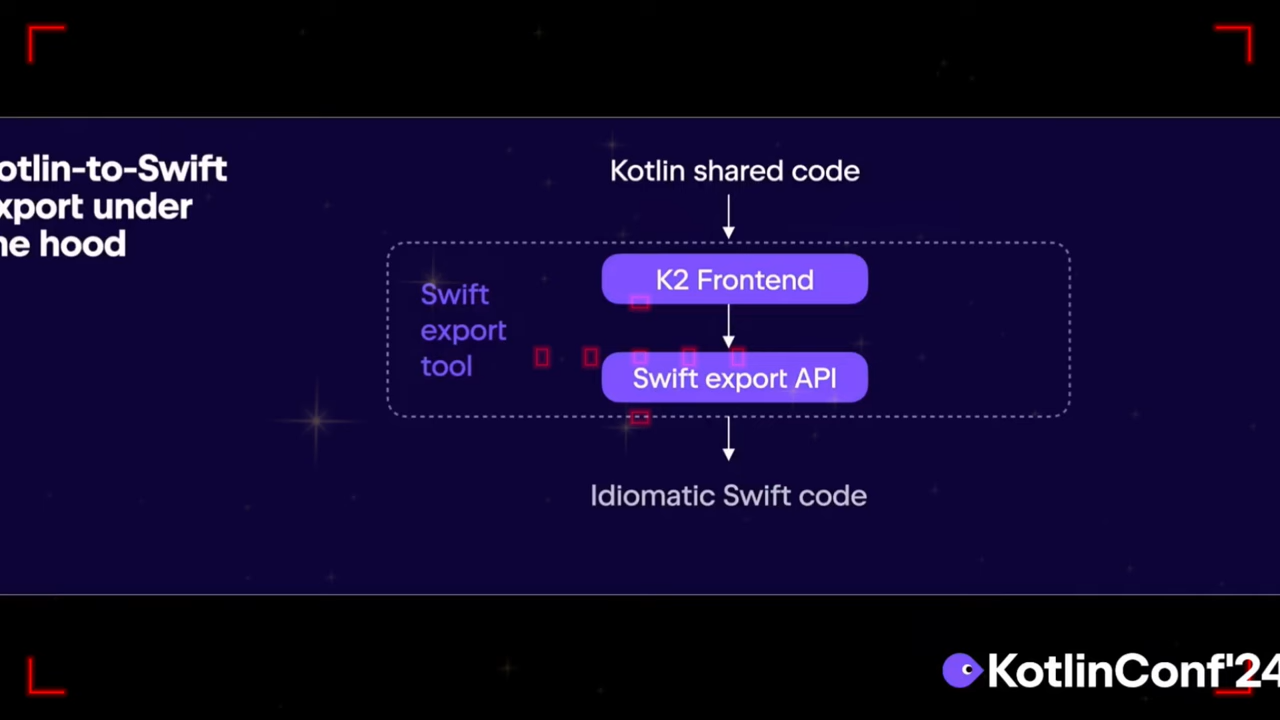 otlin-to-Swift
xport under
ne hood
Kotlin shared code
K2 Frontend
Swift
export
tool
Swift export API
Idiomatic Swift code
KotlinConf'24